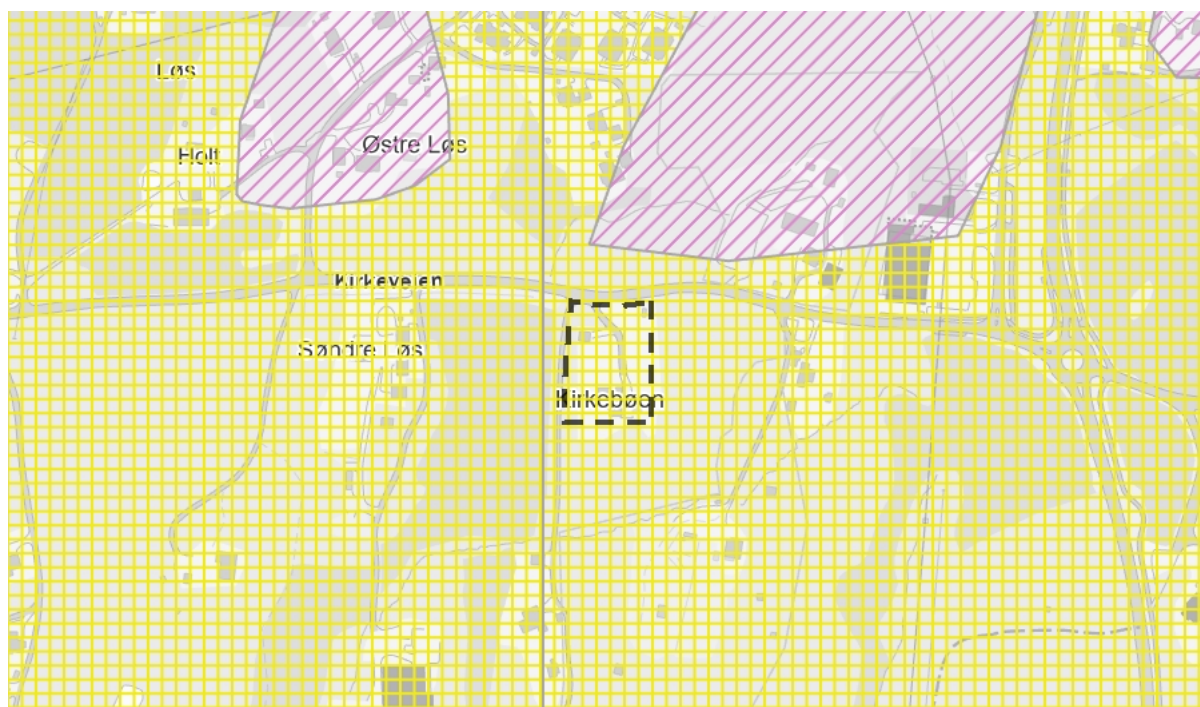 Løs
Østre Løs
Holt
Kirkeveien
Søndre Løs
Kirkebøen